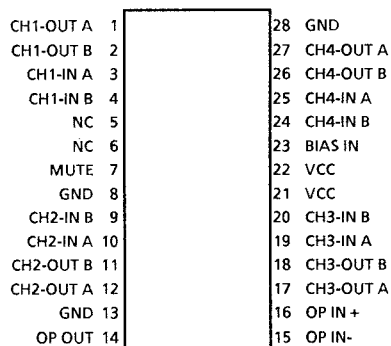 CH1-OUT A 1
CH1-OUT B 2
CH1-IN A 3
CH1-IN B 4
NC 5
NC 6
MUTE 7
GND 8
CH2-IN B 9
CH2-IN A 10
CH2-OUT B 11
CH2-OUT A 12
GND 13
OP OUT 14
28 GND
27 CH4-OUT A
26 CH4-OUT B
25 CH4-IN A
24 CH4-IN B
23 BIAS IN
22 VCC
21 VCC
20 CH3-IN B
19 CH3-IN A
18 CH3-OUT B
17 CH3-OUT A
16 OP IN +
15 OP IN-